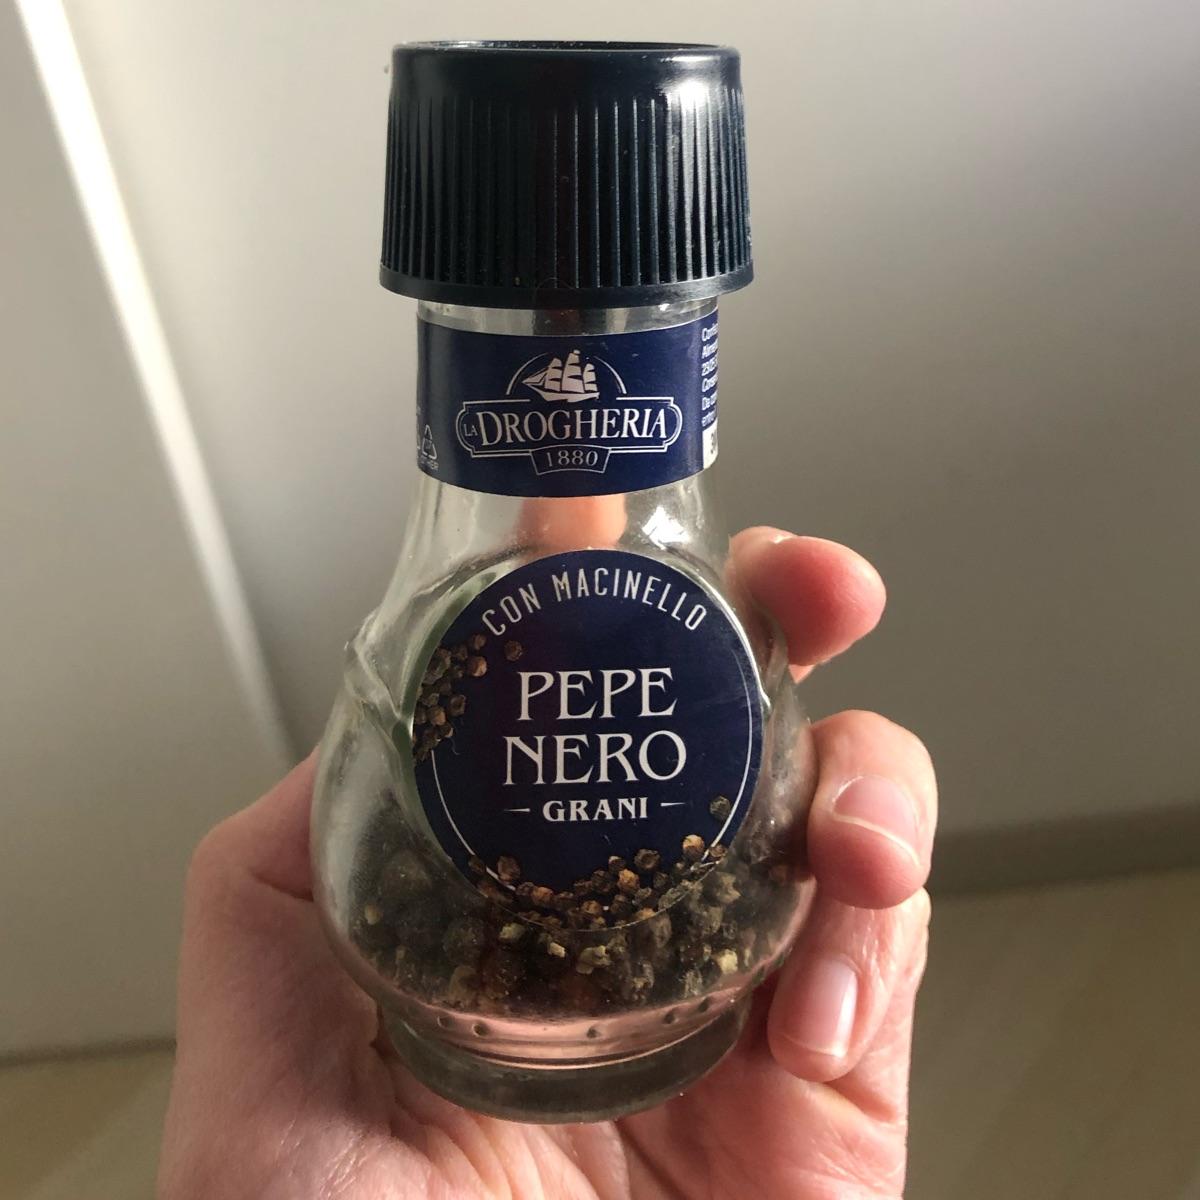 LA DROGHERIA
1880
CON MACINELLO
PEPE
NERO
GRANI